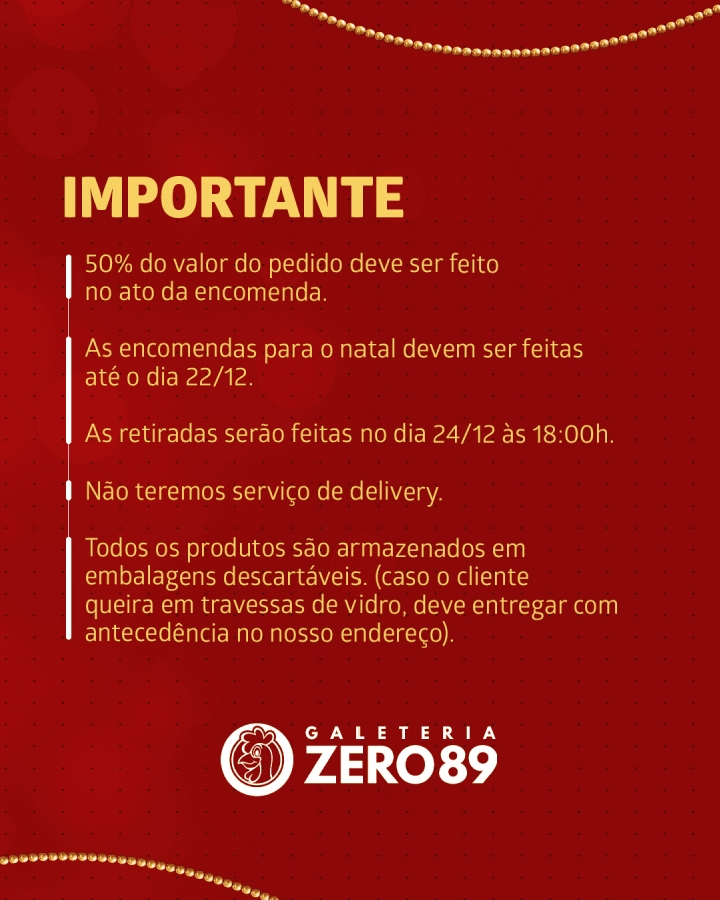 IMPORTANTE
50% do valor do pedido deve ser feito
no ato da encomenda.
As encomendas para o natal devem ser feitas
até o dia 22/12.
As retiradas serão feitas no dia 24/12 às 18:00h.
Não teremos serviço de delivery.
Todos os produtos são armazenados em
embalagens descartáveis. (caso o cliente
queira em travessas de vidro, deve entregar com
antecedência no nosso endereço).
GALETERIA
ZERO89